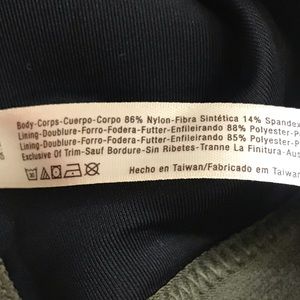 Body-Corps-Cuerpo-Corpo 86% Nylon-Fibra Sintética 14% Spandex
Lining-Doublure-Forro-Fodera-Futter-Enfileirando 88% Polyester-P
Lining-Doublure-Forro-Fodera-Futter-Enfileirando 85% Polyester-P
Exclusive Of Trim-Sauf Bordure-Sin Ribetes-Tranne La Finitura-Aus
Hecho en Taiwan/Fabricado em Taiwan